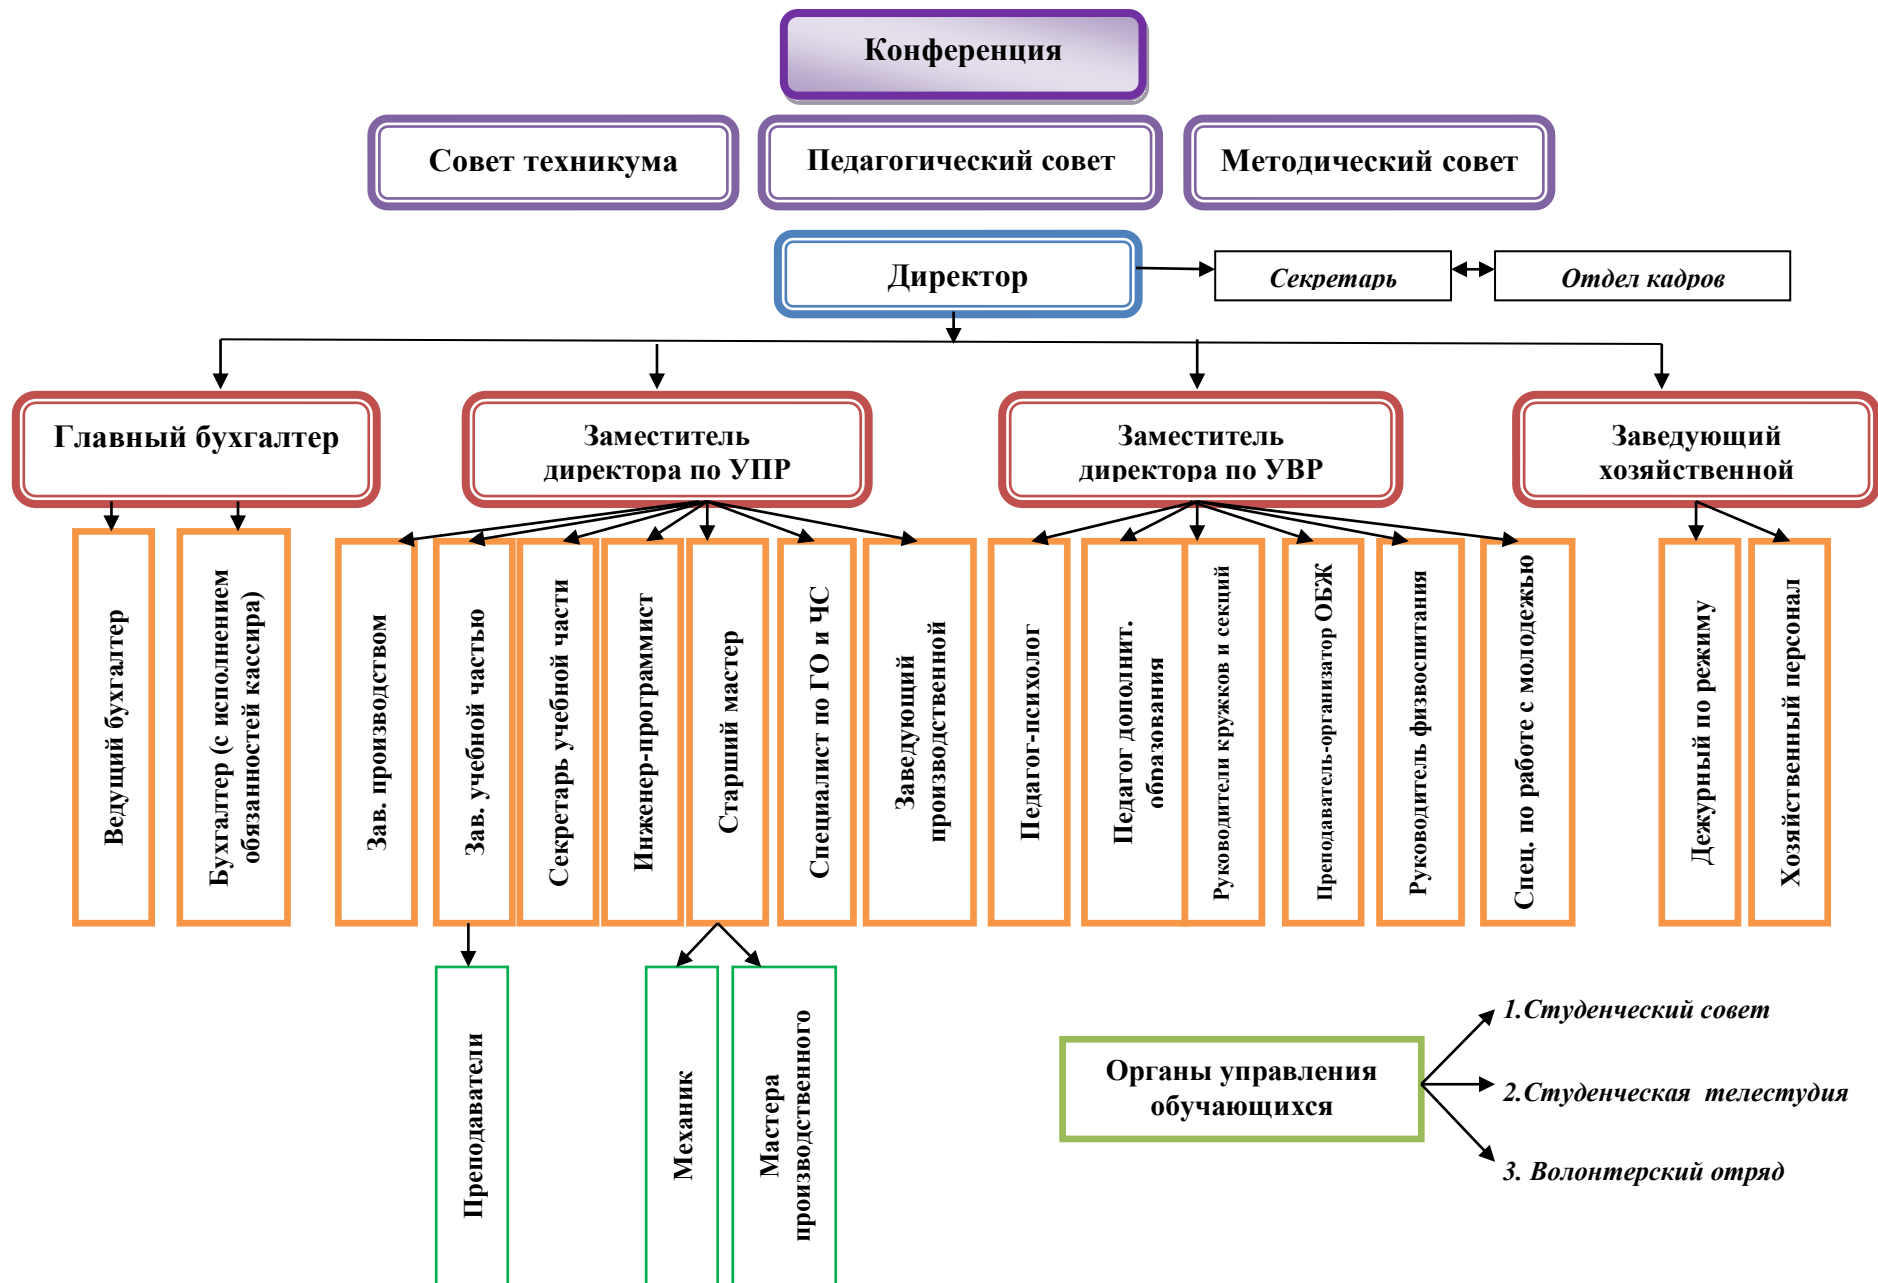 Конференция
Совет техникума
Педагогический совет
Методический совет
Директор
Секретарь
Отдел кадров
Главный бухгалтер
Заместитель
директора по УПР
Заместитель
директора по УВР
Заведующий
хозяйственной
Ведущий бухгалтер
Бухгалтер (с исполнением
обязанностей кассира)
Зав. производством
Зав. учебной частью
Секретарь учебной части
Инженер-программист
Старший мастер
Специалист по ГО и ЧС
Заведующий
производственной
Педагог-психолог
Педагог дополнит.
образования
Руководители кружков и секций
Преподаватель-организатор ОБЖ
Руководитель физвоспитания
Спец. по работе с молодежью
Дежурный по режиму
Хозяйственный персонал
Преподаватели
Механик
Мастера
производственного
Органы управления
обучающихся
1.Студенческий совет
2.Студенческая телестудия
3. Волонтерский отряд